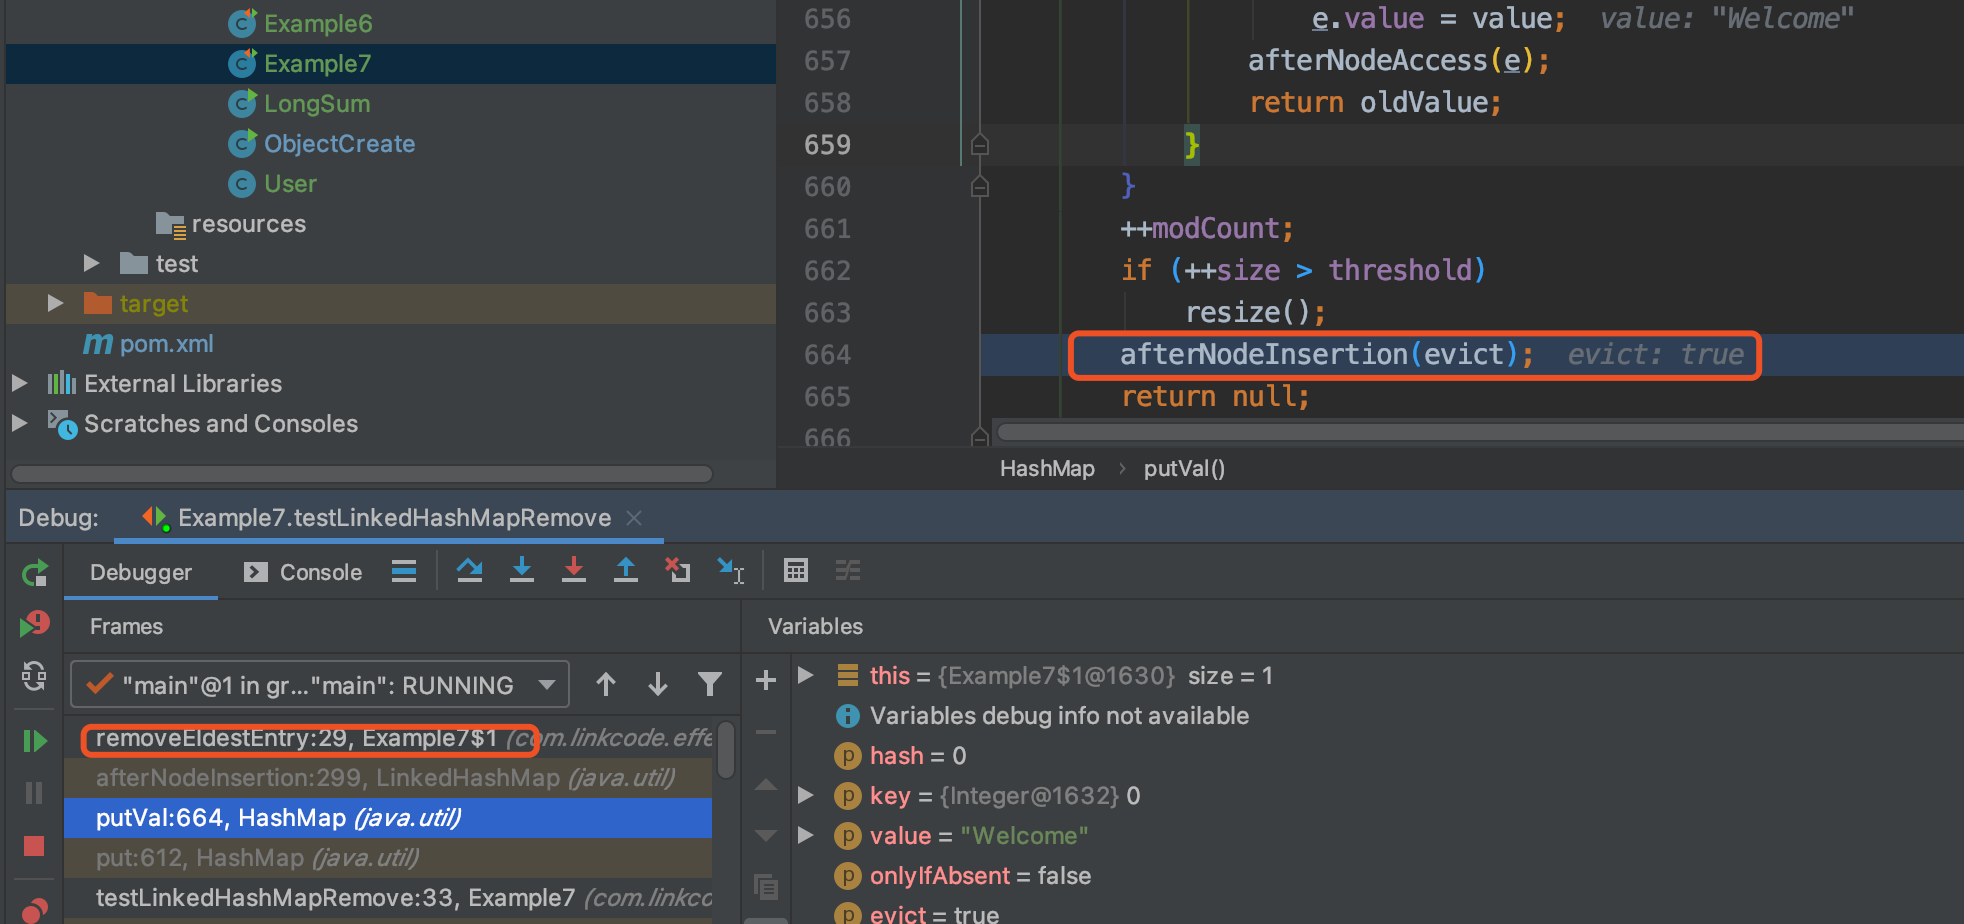 Example6
Example7
LongSum
ObjectCreate
User
resources
test
target
pom.xml
External Libraries
Scratches and Consoles
656 e.value = value; value: "Welcome"
657 afterNodeAccess(e);
658 return oldValue;
659 }
660 }
661 ++modCount;
662 if (++size > threshold)
663 resize();
664 afterNodeInsertion(evict); evict: true
665 return null;
666
HashMap › putVal()
Debug: Example7.testLinkedHashMapRemove
Debugger Console
Frames
"main"@1 in gr..."main": RUNNING
removeEldestEntry:29, Example7$1 (com.linkcode.effe
afterNodeInsertion:299, LinkedHashMap (java.util)
putVal:664, HashMap (java.util)
put:612, HashMap (java.util)
testLinkedHashMapRemove:33, Example7 (com.linkco
Variables
this = {Example7$1@1630} size = 1
Variables debug info not available
hash = 0
key = {Integer@1632} 0
value = "Welcome"
onlyIfAbsent = false
evict = true